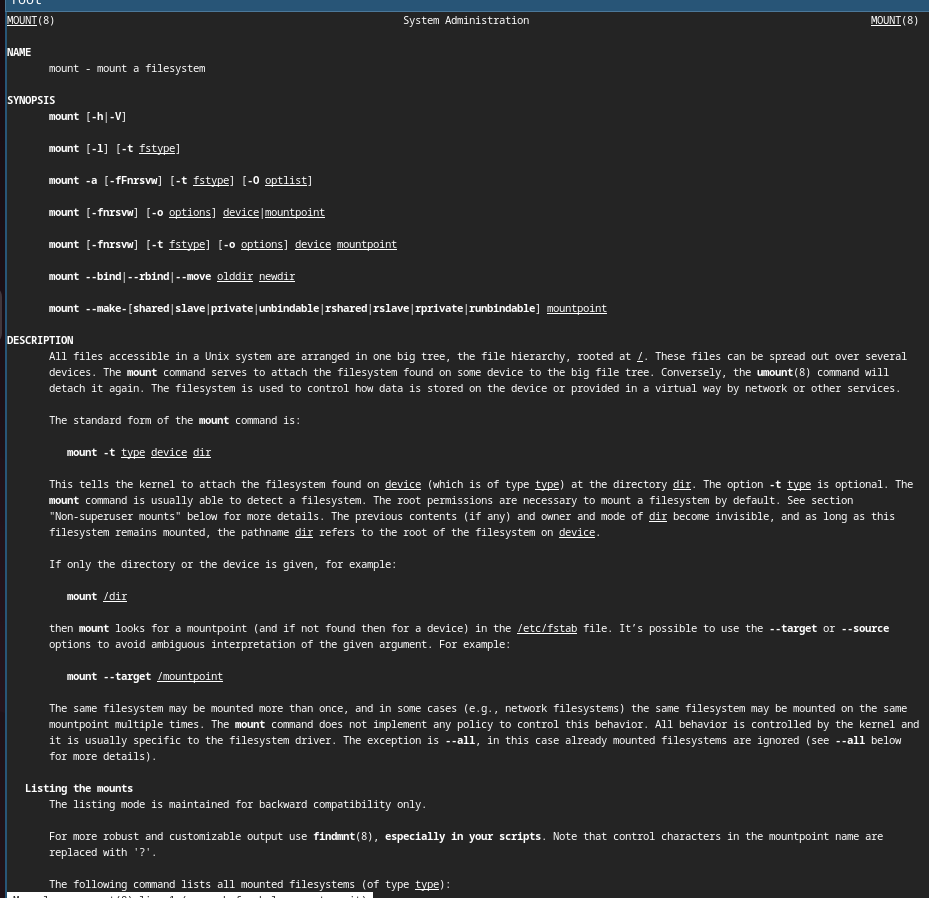 root
MOUNT(8) System Administration MOUNT(8)
NAME
mount - mount a filesystem
SYNOPSIS
mount [-h|-V]
mount [-l] [-t fstype]
mount -a [-fFnrsvw] [-t fstype] [-O optlist]
mount [-fnrsvw] [-o options] device|mountpoint
mount [-fnrsvw] [-t fstype] [-o options] device mountpoint
mount --bind|--rbind|--move olddir newdir
mount --make-[shared|slave|private|unbindable|rshared|rslave|rprivate|runbindable] mountpoint
DESCRIPTION
All files accessible in a Unix system are arranged in one big tree, the file hierarchy, rooted at /. These files can be spread out over several
devices. The mount command serves to attach the filesystem found on some device to the big file tree. Conversely, the umount(8) command will
detach it again. The filesystem is used to control how data is stored on the device or provided in a virtual way by network or other services.
The standard form of the mount command is:
mount -t type device dir
This tells the kernel to attach the filesystem found on device (which is of type type) at the directory dir. The option -t type is optional. The
mount command is usually able to detect a filesystem. The root permissions are necessary to mount a filesystem by default. See section
"Non-superuser mounts" below for more details. The previous contents (if any) and owner and mode of dir become invisible, and as long as this
filesystem remains mounted, the pathname dir refers to the root of the filesystem on device.
If only the directory or the device is given, for example:
mount /dir
then mount looks for a mountpoint (and if not found then for a device) in the /etc/fstab file. It’s possible to use the --target or --source
options to avoid ambiguous interpretation of the given argument. For example:
mount --target /mountpoint
The same filesystem may be mounted more than once, and in some cases (e.g., network filesystems) the same filesystem may be mounted on the same
mountpoint multiple times. The mount command does not implement any policy to control this behavior. All behavior is controlled by the kernel and
it is usually specific to the filesystem driver. The exception is --all, in this case already mounted filesystems are ignored (see --all below
for more details).
Listing the mounts
The listing mode is maintained for backward compatibility only.
For more robust and customizable output use findmnt(8), especially in your scripts. Note that control characters in the mountpoint name are
replaced with '?'.
The following command lists all mounted filesystems (of type type):